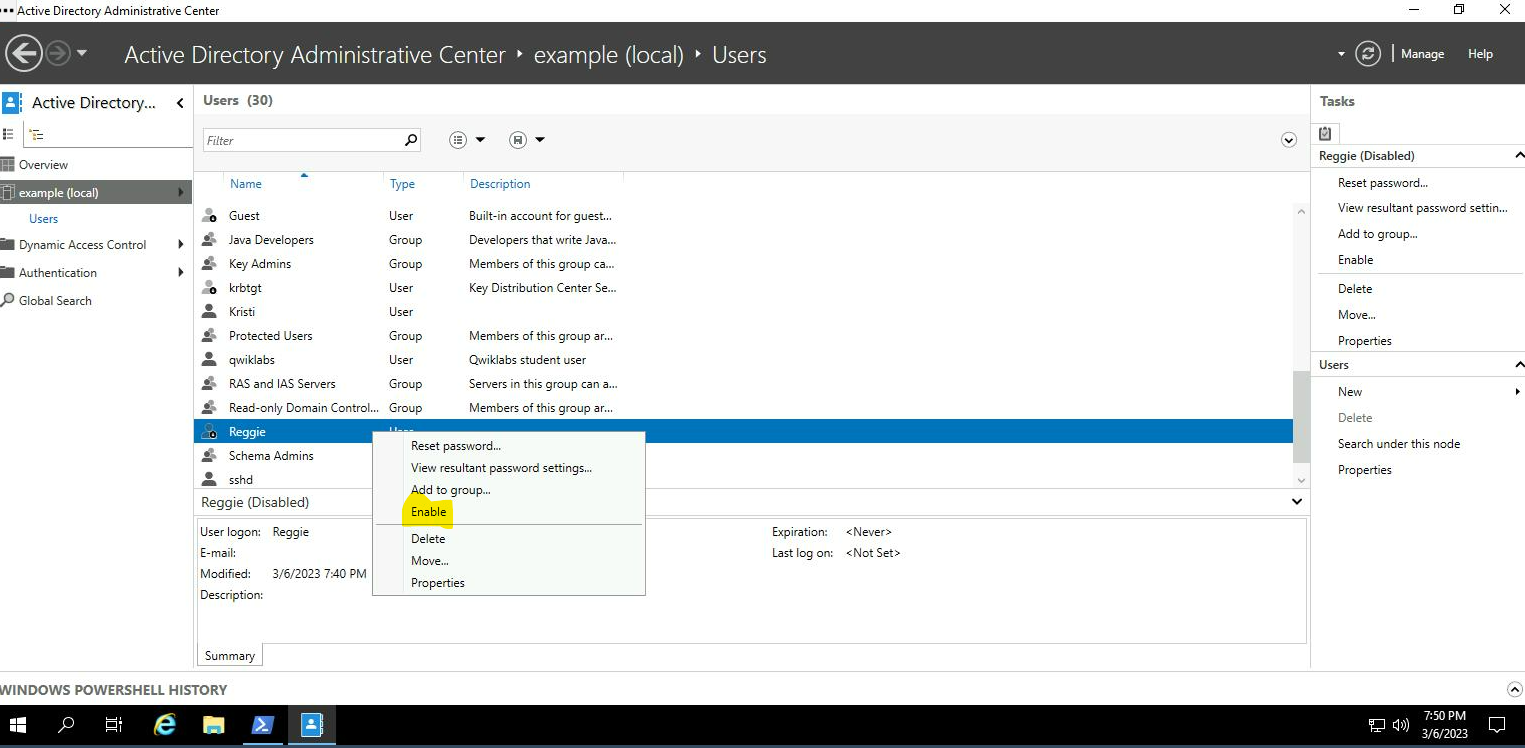 Active Directory Administrative Center
Active Directory Administrative Center • example (local) • Users
Manage
Help
Active Directory...
Overview
example (local)
Users
Dynamic Access Control
Authentication
Global Search
Users (30)
Filter
Name Type Description
Guest User Built-in account for guest...
Java Developers Group Developers that write Java...
Key Admins Group Members of this group ca...
krbtgt User Key Distribution Center Se...
Kristi User
Protected Users Group Members of this group ar...
qwiklabs User Qwiklabs student user
RAS and IAS Servers Group Servers in this group can a...
Read-only Domain Control... Group Members of this group ar...
Reggie User
Schema Admins
sshd
Reset password...
View resultant password settings...
Add to group...
Enable
Delete
Move...
Properties
Reggie (Disabled)
User logon: Reggie
E-mail:
Modified: 3/6/2023 7:40 PM
Description:
Expiration: <Never>
Last log on: <Not Set>
Summary
Tasks
Reggie (Disabled)
Reset password...
View resultant password settin...
Add to group...
Enable
Delete
Move...
Properties
Users
New
Delete
Search under this node
Properties
WINDOWS POWERSHELL HISTORY
7:50 PM
3/6/2023